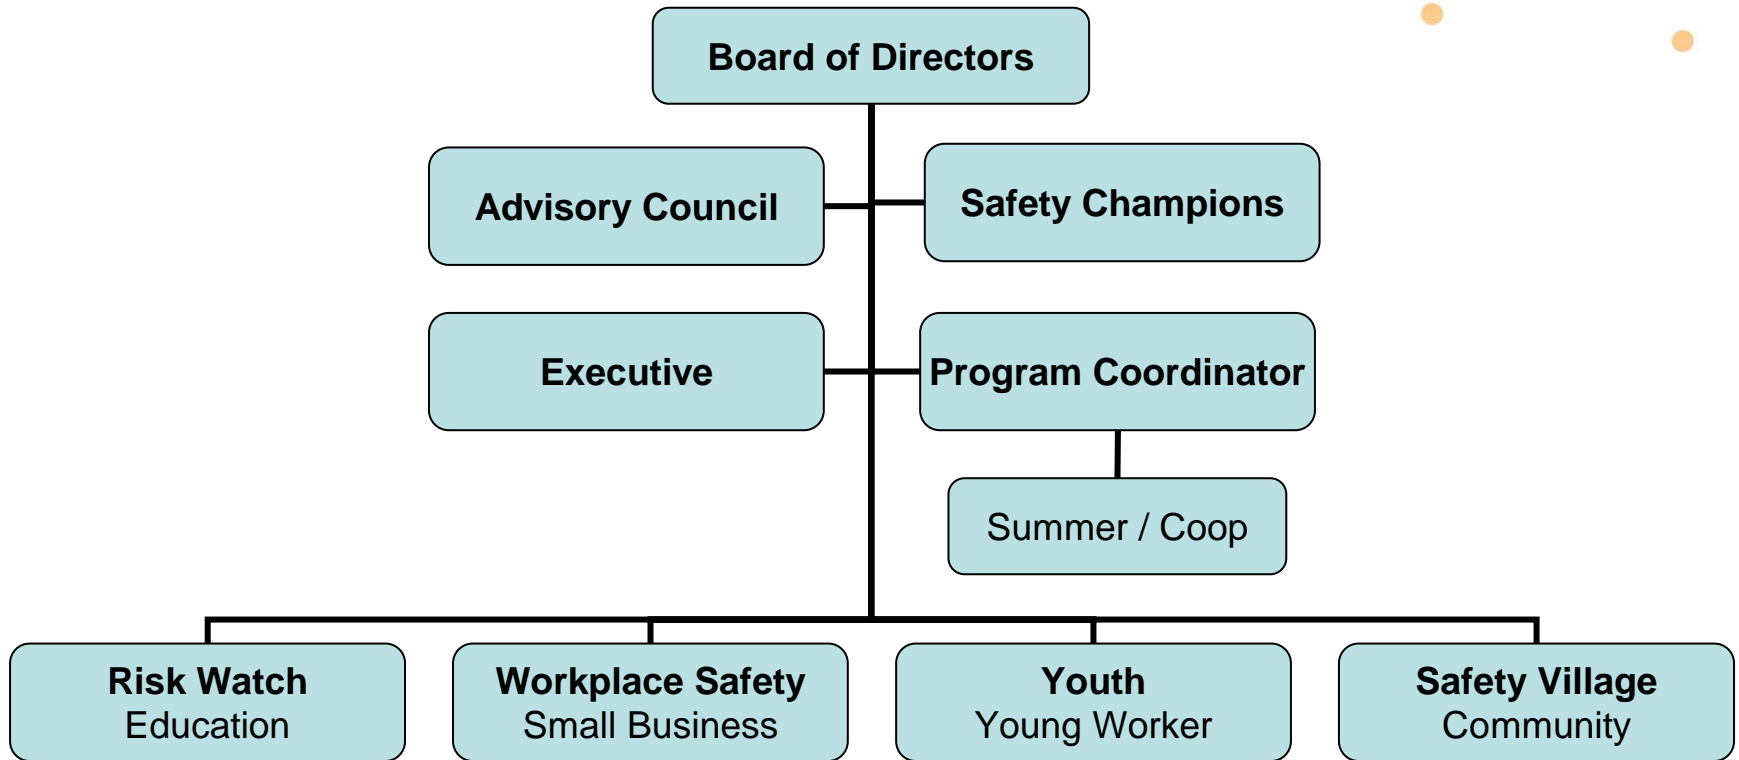 Board of Directors
Advisory Council
Safety Champions
Executive
Program Coordinator
Summer / Coop
Risk Watch
Education
Workplace Safety
Small Business
Youth
Young Worker
Safety Village
Community